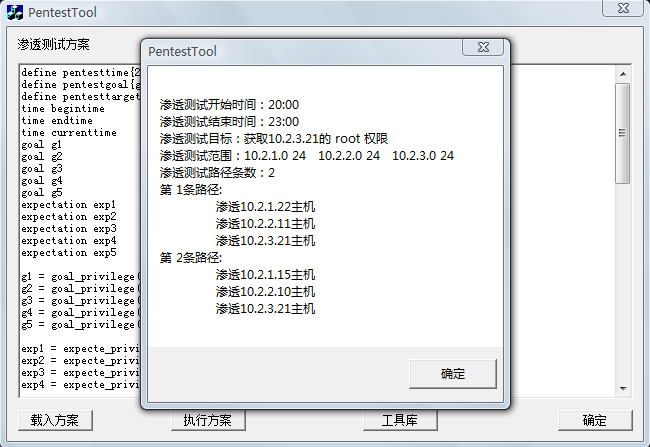 PentestTool
渗透测试方案
define pentesttime{2
define pentestgoal{g
define pentesttarget
time begintime
time endtime
time currenttime
goal g1
goal g2
goal g3
goal g4
goal g5
expectation exp1
expectation exp2
expectation exp3
expectation exp4
expectation exp5
g1 = goal_privilege(
g2 = goal_privilege(
g3 = goal_privilege(
g4 = goal_privilege(
g5 = goal_privilege(
exp1 = expecte_privi
exp2 = expecte_privi
exp3 = expecte_privi
exp4 = expecte_privi
PentestTool
渗透测试开始时间：20:00
渗透测试结束时间：23:00
渗透测试目标：获取10.2.3.21的 root 权限
渗透测试范围：10.2.1.0 24 10.2.2.0 24 10.2.3.0 24
渗透测试路径条数：2
第 1条路径:
渗透10.2.1.22主机
渗透10.2.2.11主机
渗透10.2.3.21主机
第 2条路径:
渗透10.2.1.15主机
渗透10.2.2.10主机
渗透10.2.3.21主机
确定
载入方案 执行方案 工具库 确定